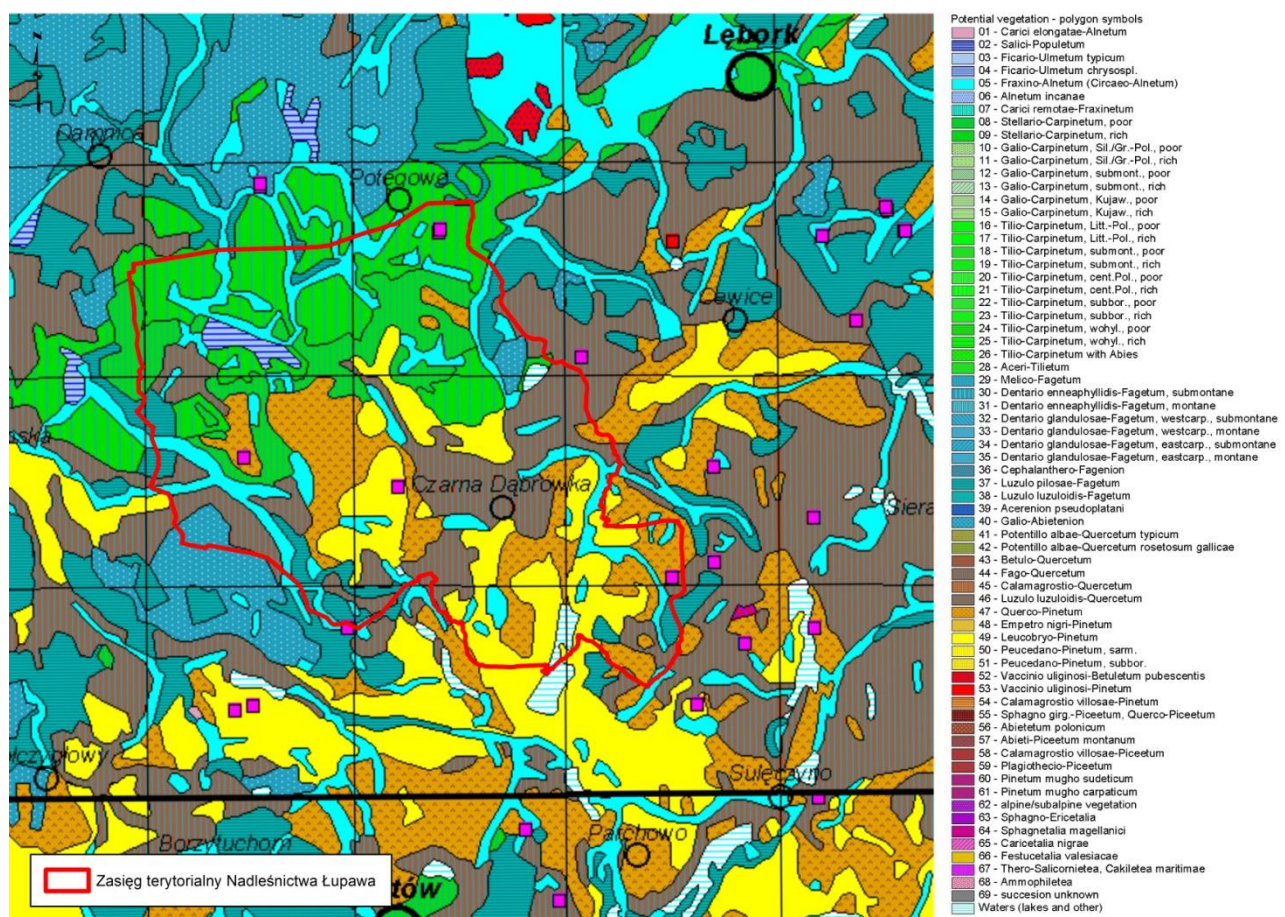 Lębork
Damnica
Potęgowo
Cewice
Czarna Dąbrówka
Suleczyno
Borzytuchom
Parchowo
Zasięg terytorialny Nadleśnictwa Łupawa
Potential vegetation - polygon symbols
01 - Carici elongatae-Alnetum
02 - Salici-Populetum
03 - Ficario-Ulmetum typicum
04 - Ficario-Ulmetum chrysospl.
05 - Fraxino-Alnetum (Circaeo-Alnetum)
06 - Alnetum incanae
07 - Carici remotae-Fraxinetum
08 - Stellario-Carpinetum, poor
09 - Stellario-Carpinetum, rich
10 - Galio-Carpinetum, Sil./Gr.-Pol., poor
11 - Galio-Carpinetum, Sil./Gr.-Pol., rich
12 - Galio-Carpinetum, submont., poor
13 - Galio-Carpinetum, submont., rich
14 - Galio-Carpinetum, Kujaw., poor
15 - Galio-Carpinetum, Kujaw., rich
16 - Tilio-Carpinetum, Litt.-Pol., poor
17 - Tilio-Carpinetum, Litt.-Pol., rich
18 - Tilio-Carpinetum, submont., poor
19 - Tilio-Carpinetum, submont., rich
20 - Tilio-Carpinetum, cent.Pol., poor
21 - Tilio-Carpinetum, cent.Pol., rich
22 - Tilio-Carpinetum, subbor., poor
23 - Tilio-Carpinetum, subbor., rich
24 - Tilio-Carpinetum, wohyl., poor
25 - Tilio-Carpinetum, wohyl., rich
26 - Tilio-Carpinetum with Abies
28 - Aceri-Tilietum
29 - Melico-Fagetum
30 - Dentario enneaphyllidis-Fagetum, submontane
31 - Dentario enneaphyllidis-Fagetum, montane
32 - Dentario glandulosae-Fagetum, westcarp., submontane
33 - Dentario glandulosae-Fagetum, westcarp., montane
34 - Dentario glandulosae-Fagetum, eastcarp., submontane
35 - Dentario glandulosae-Fagetum, eastcarp., montane
36 - Cephalanthero-Fagenion
37 - Luzulo pilosae-Fagetum
38 - Luzulo luzuloidis-Fagetum
39 - Acerenion pseudoplatani
40 - Galio-Abietenion
41 - Potentillo albae-Quercetum typicum
42 - Potentillo albae-Quercetum rosetosum gallicae
43 - Betulo-Quercetum
44 - Fago-Quercetum
45 - Calamagrostio-Quercetum
46 - Luzulo luzuloidis-Quercetum
47 - Querco-Pinetum
48 - Empetro nigri-Pinetum
49 - Leucobryo-Pinetum
50 - Peucedano-Pinetum, sarm.
51 - Peucedano-Pinetum, subbor.
52 - Vaccinio uliginosi-Betuletum pubescentis
53 - Vaccinio uliginosi-Pinetum
54 - Calamagrostio villosae-Pinetum
55 - Sphagno girg.-Piceetum, Querco-Piceetum
56 - Abietetum polonicum
57 - Abieti-Piceetum montanum
58 - Calamagrostio villosae-Piceetum
59 - Plagiothecio-Piceetum
60 - Pinetum mugho sudeticum
61 - Pinetum mugho carpaticum
62 - alpine/subalpine vegetation
63 - Sphagno-Ericetalia
64 - Sphagnetalia magellanici
65 - Caricetalia nigrae
66 - Festucetalia valesiacae
67 - Thero-Salicornietea, Cakiletea maritimae
68 - Ammophiletea
69 - succesion unknown
Waters (lakes and other)